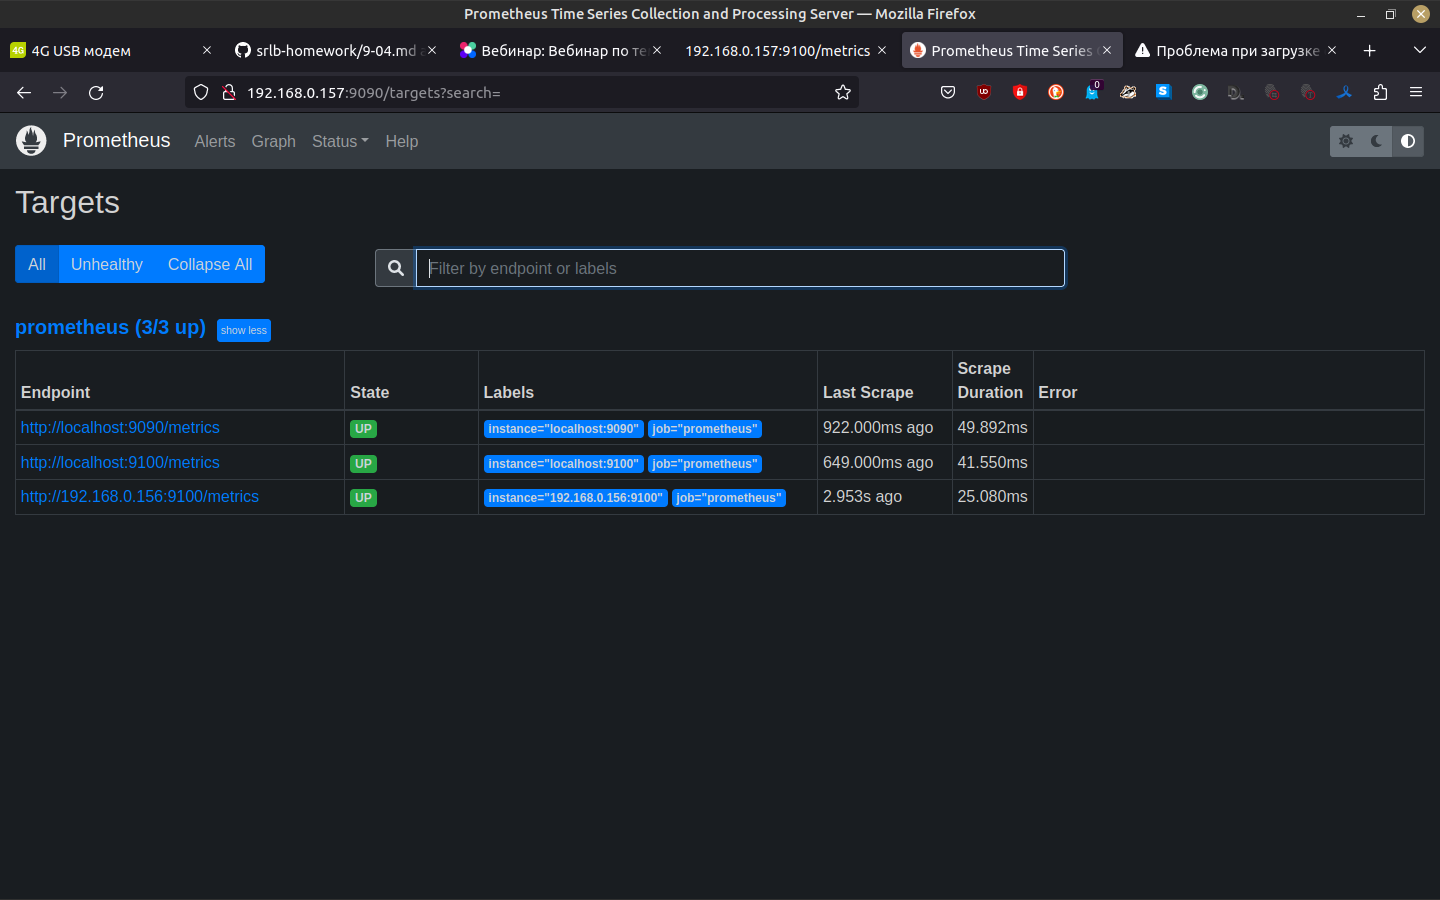 Prometheus Time Series Collection and Processing Server — Mozilla Firefox
4G 4G USB модем
srlb-homework/9-04.md
Вебинар: Вебинар по те
192.168.0.157:9100/metrics
Prometheus Time Series
Проблема при загрузке
192.168.0.157:9090/targets?search=
0
Prometheus Alerts Graph Status Help
Targets
All Unhealthy Collapse All
Filter by endpoint or labels
prometheus (3/3 up) show less
Endpoint State Labels Last Scrape Scrape Duration Error
http://localhost:9090/metrics UP instance="localhost:9090" job="prometheus" 922.000ms ago 49.892ms
http://localhost:9100/metrics UP instance="localhost:9100" job="prometheus" 649.000ms ago 41.550ms
http://192.168.0.156:9100/metrics UP instance="192.168.0.156:9100" job="prometheus" 2.953s ago 25.080ms